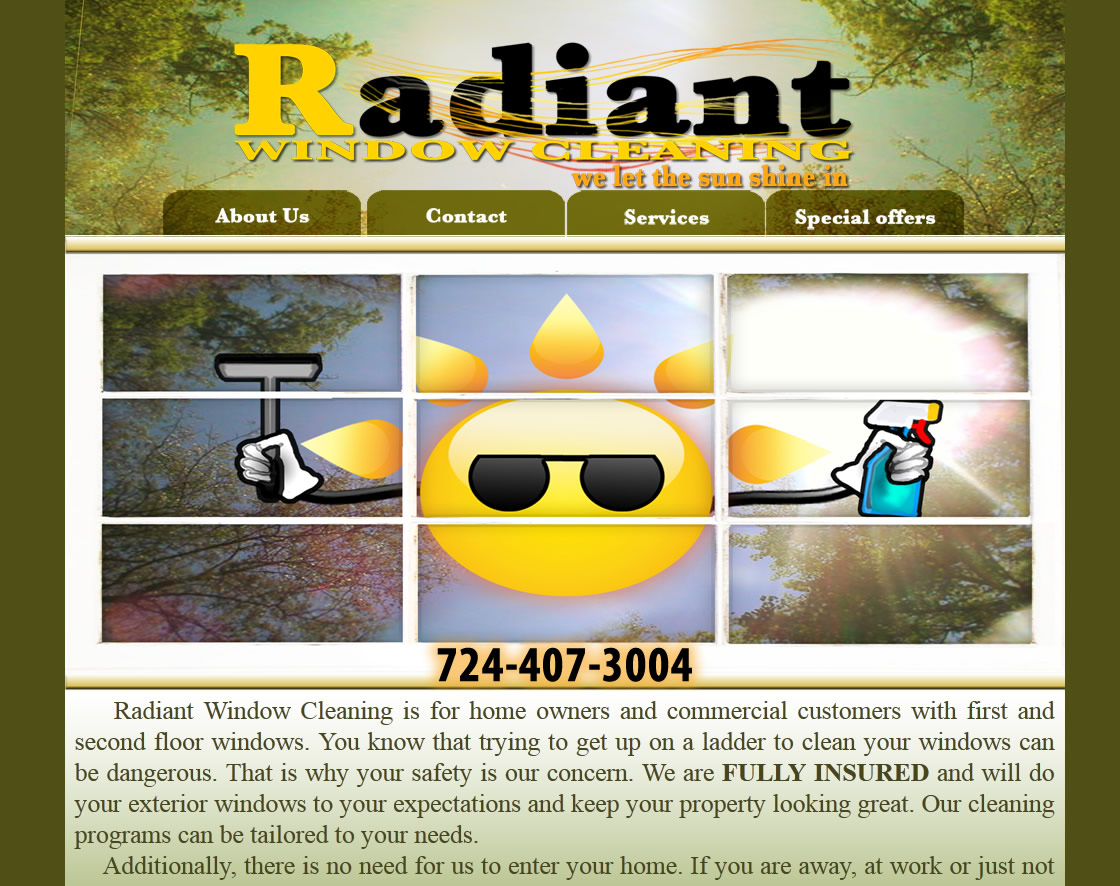 Radiant
WINDOW CLEANING
we let the sun shine in
About Us
Contact
Services
Special offers
724-407-3004
Radiant Window Cleaning is for home owners and commercial customers with first and
second floor windows. You know that trying to get up on a ladder to clean your windows can
be dangerous. That is why your safety is our concern. We are FULLY INSURED and will do
your exterior windows to your expectations and keep your property looking great. Our cleaning
programs can be tailored to your needs.
Additionally, there is no need for us to enter your home. If you are away, at work or just not